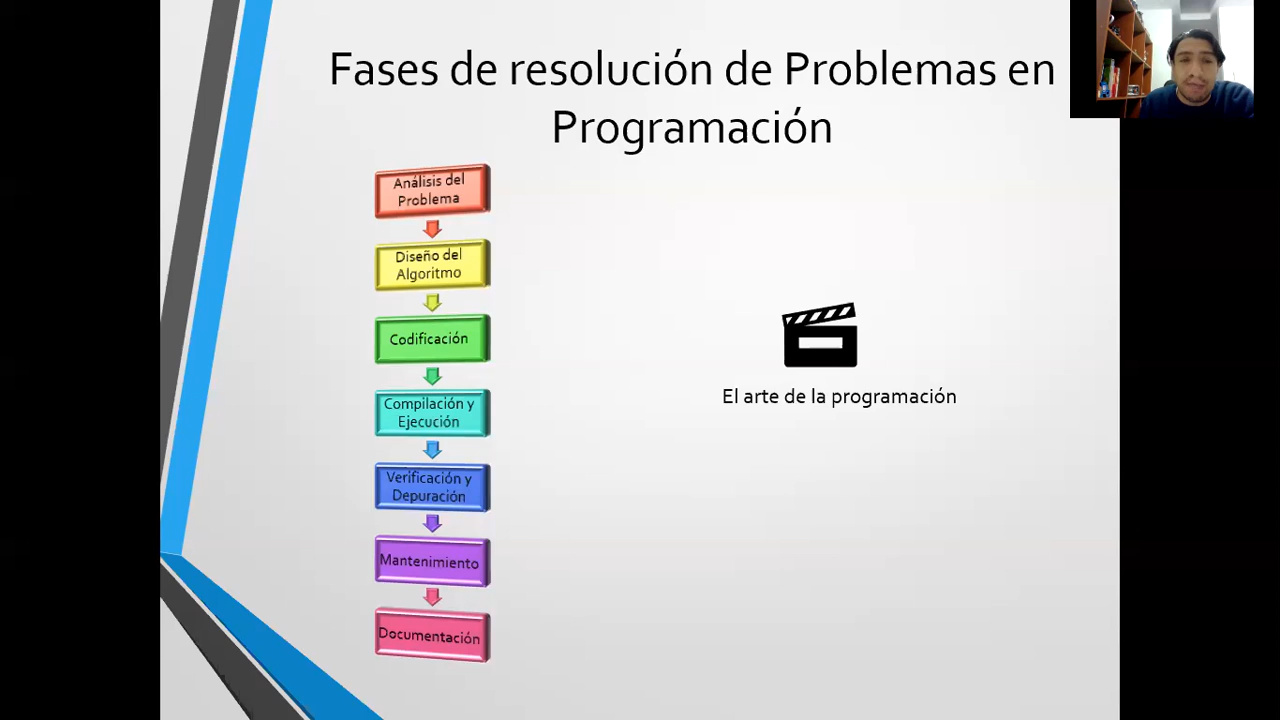 Fases de resolución de Problemas en
Programación
Análisis del
Problema
Diseño del
Algoritmo
Codificación
Compilación y
Ejecución
Verificación y
Depuración
Mantenimiento
Documentación
El arte de la programación